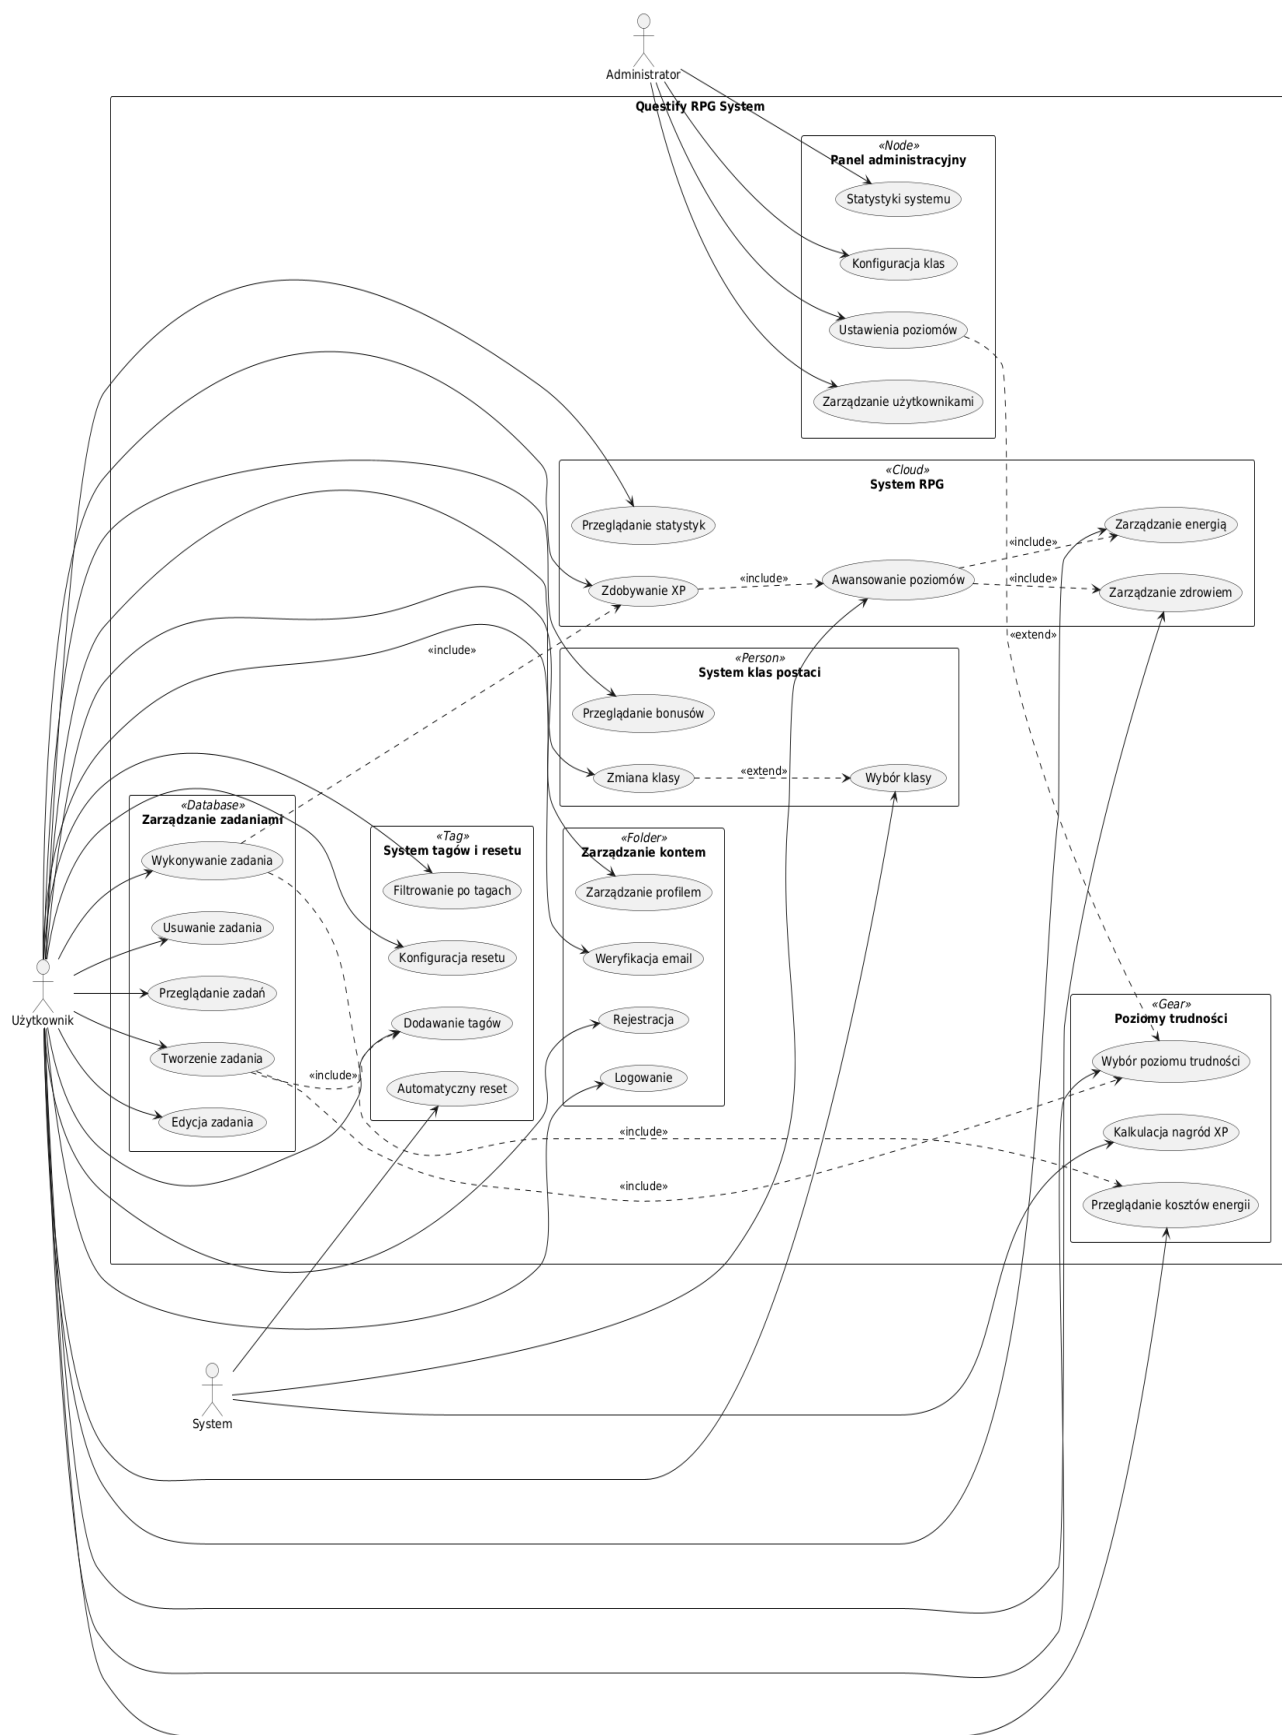 Administrator
Questify RPG System
«Node»
Panel administracyjny
Statystyki systemu
Konfiguracja klas
Ustawienia poziomów
Zarządzanie użytkownikami
«Cloud»
System RPG
Przeglądanie statystyk
Zarządzanie energią
«include»
Zdobywanie XP
«include»
Awansowanie poziomów
«include»
Zarządzanie zdrowiem
«extend»
«include»
«Person»
System klas postaci
Przeglądanie bonusów
Zmiana klasy
«extend»
Wybór klasy
«Database»
Zarządzanie zadaniami
Wykonywanie zadania
Usuwanie zadania
Przeglądanie zadań
Tworzenie zadania
Edycja zadania
«Tag»
System tagów i resetu
Filtrowanie po tagach
Konfiguracja resetu
Dodawanie tagów
Automatyczny reset
«include»
«Folder»
Zarządzanie kontem
Zarządzanie profilem
Weryfikacja email
Rejestracja
Logowanie
Użytkownik
«Gear»
Poziomy trudności
Wybór poziomu trudności
Kalkulacja nagród XP
Przeglądanie kosztów energii
«include»
«include»
System